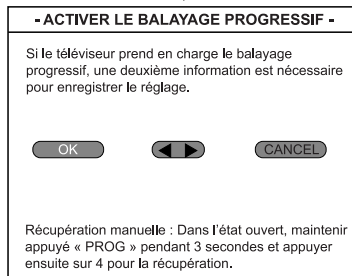 - ACTIVER LE BALAYAGE PROGRESSIF -
Si le téléviseur prend en charge le balayage
progressif, une deuxième information est nécessaire
pour enregistrer le réglage.
OK
CANCEL
Récupération manuelle : Dans l'état ouvert, maintenir
appuyé « PROG » pendant 3 secondes et appuyer
ensuite sur 4 pour la récupération.